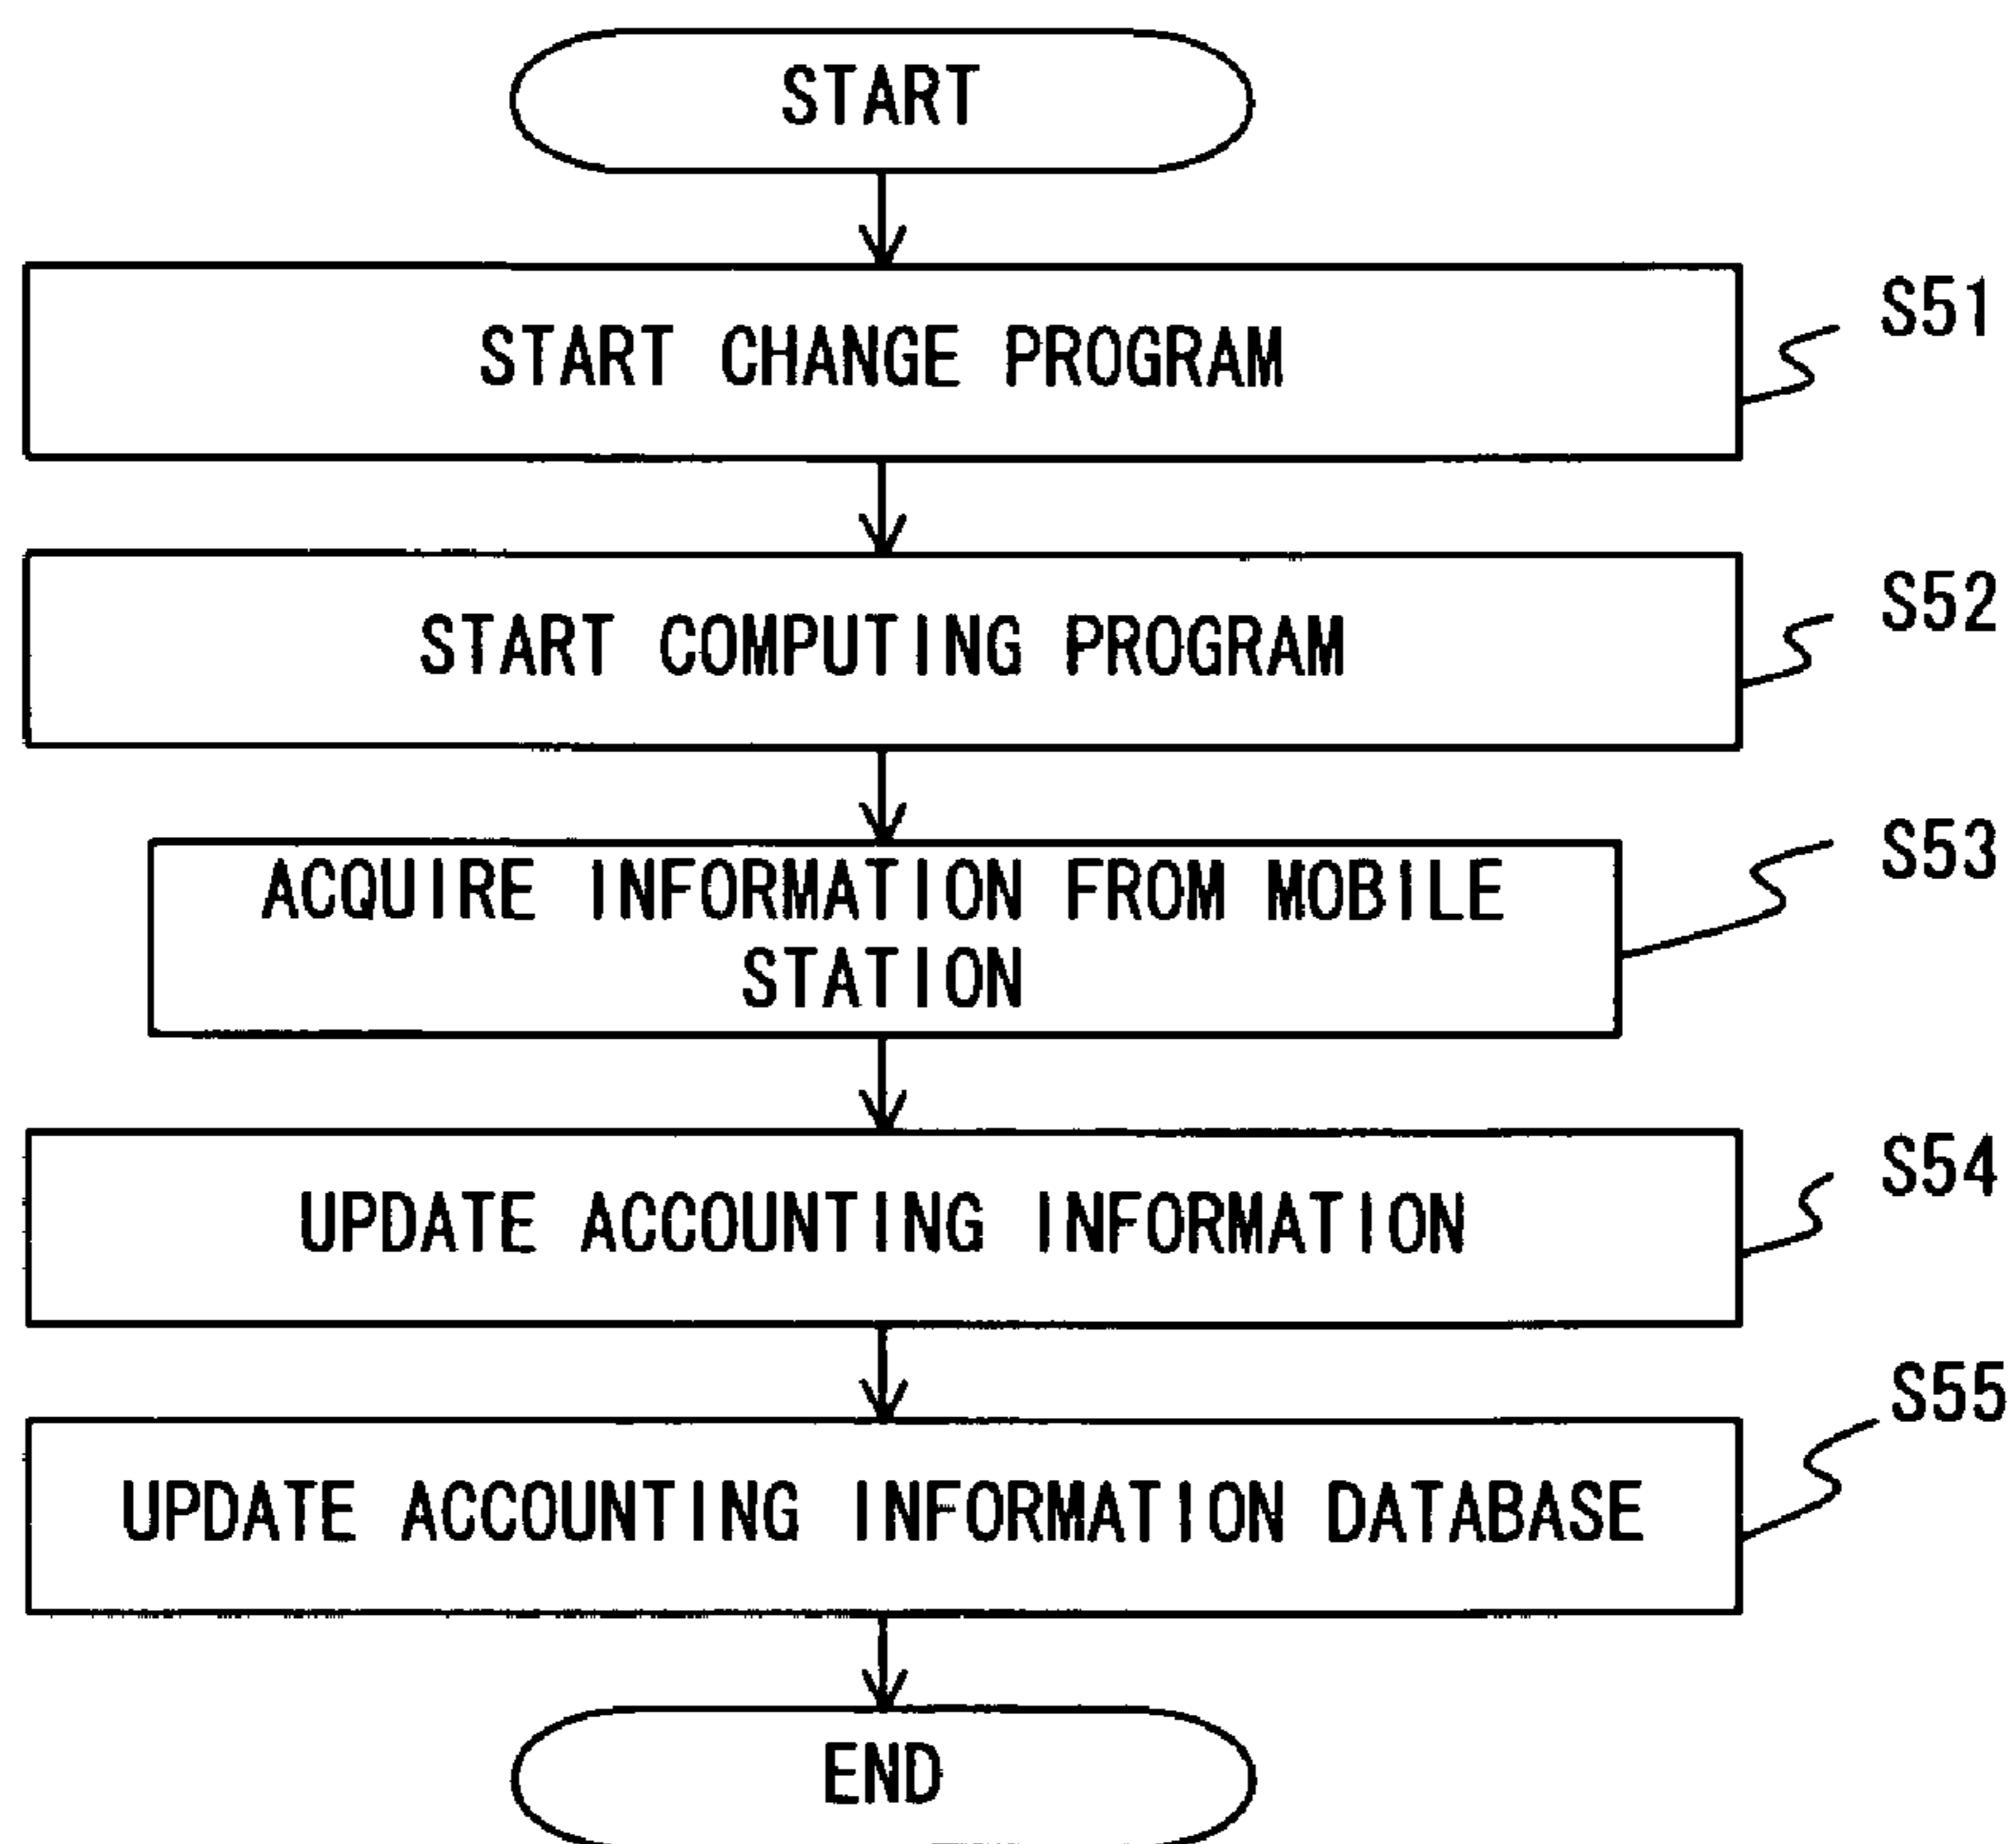 START
START CHANGE PROGRAM
S51
START COMPUTING PROGRAM
S52
ACQUIRE INFORMATION FROM MOBILE
STATION
S53
UPDATE ACCOUNTING INFORMATION
S54
UPDATE ACCOUNTING INFORMATION DATABASE
S55
END